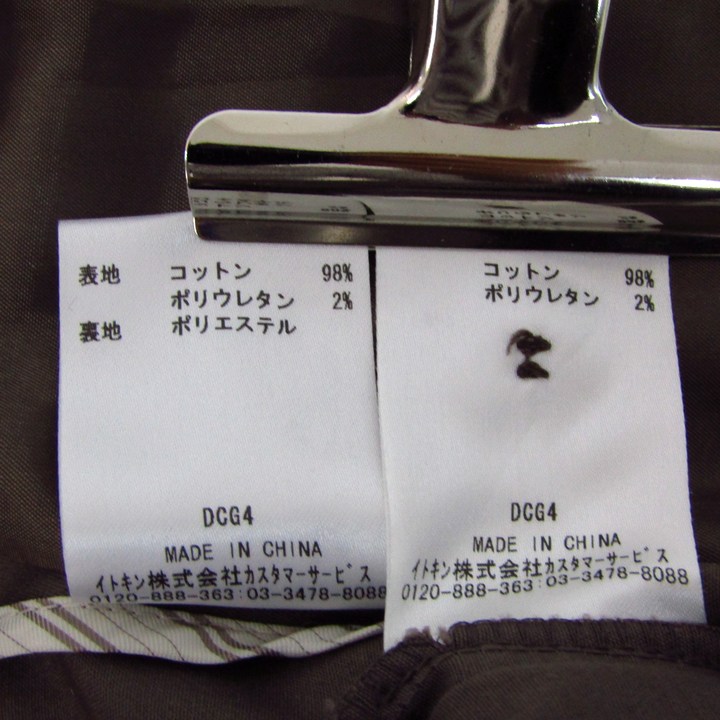 表地 コットン 98%
ポリウレタン 2%
裏地 ポリエステル
DCG4
MADE IN CHINA
イトキン株式会社カスタマーサービス
0120-888-363:03-3478-8088
コットン 98%
ポリウレタン 2%
DCG4
MADE IN CHINA
イトキン株式会社カスタマーサービス
0120-888-363:03-3478-8088